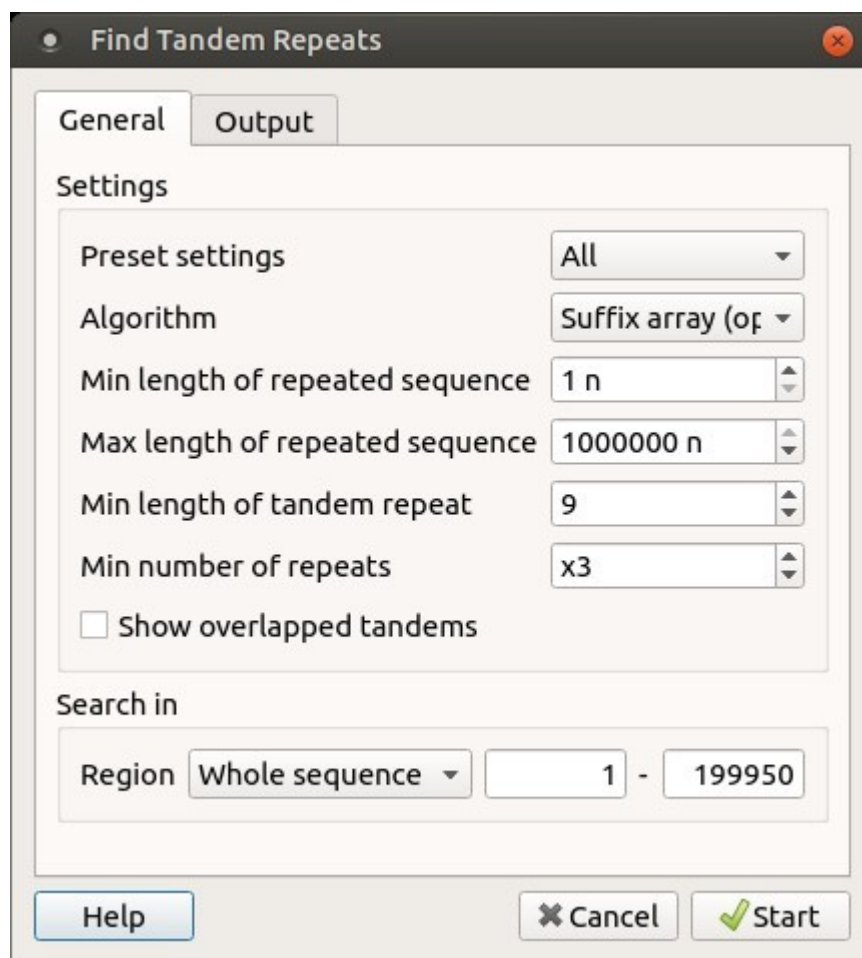 Find Tandem Repeats
General Output
Settings
Preset settings All
Algorithm Suffix array (op
Min length of repeated sequence 1 n
Max length of repeated sequence 1000000 n
Min length of tandem repeat 9
Min number of repeats x3
Show overlapped tandems
Search in
Region Whole sequence 1 - 199950
Help Cancel Start